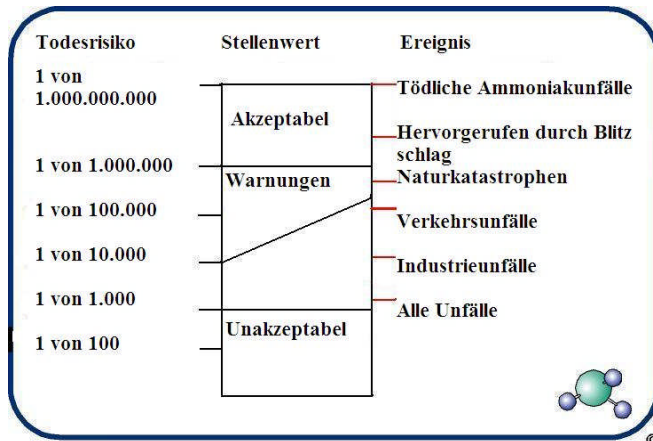 Todesrisiko Stellenwert Ereignis
1 von
1.000.000.000
Tödliche Ammoniakunfälle
Akzeptabel
Hervorgerufen durch Blitz
schlag
1 von 1.000.000
Warnungen
Naturkatastrophen
1 von 100.000
Verkehrsunfälle
1 von 10.000
Industrieunfälle
1 von 1.000
Alle Unfälle
Unakzeptabel
1 von 100